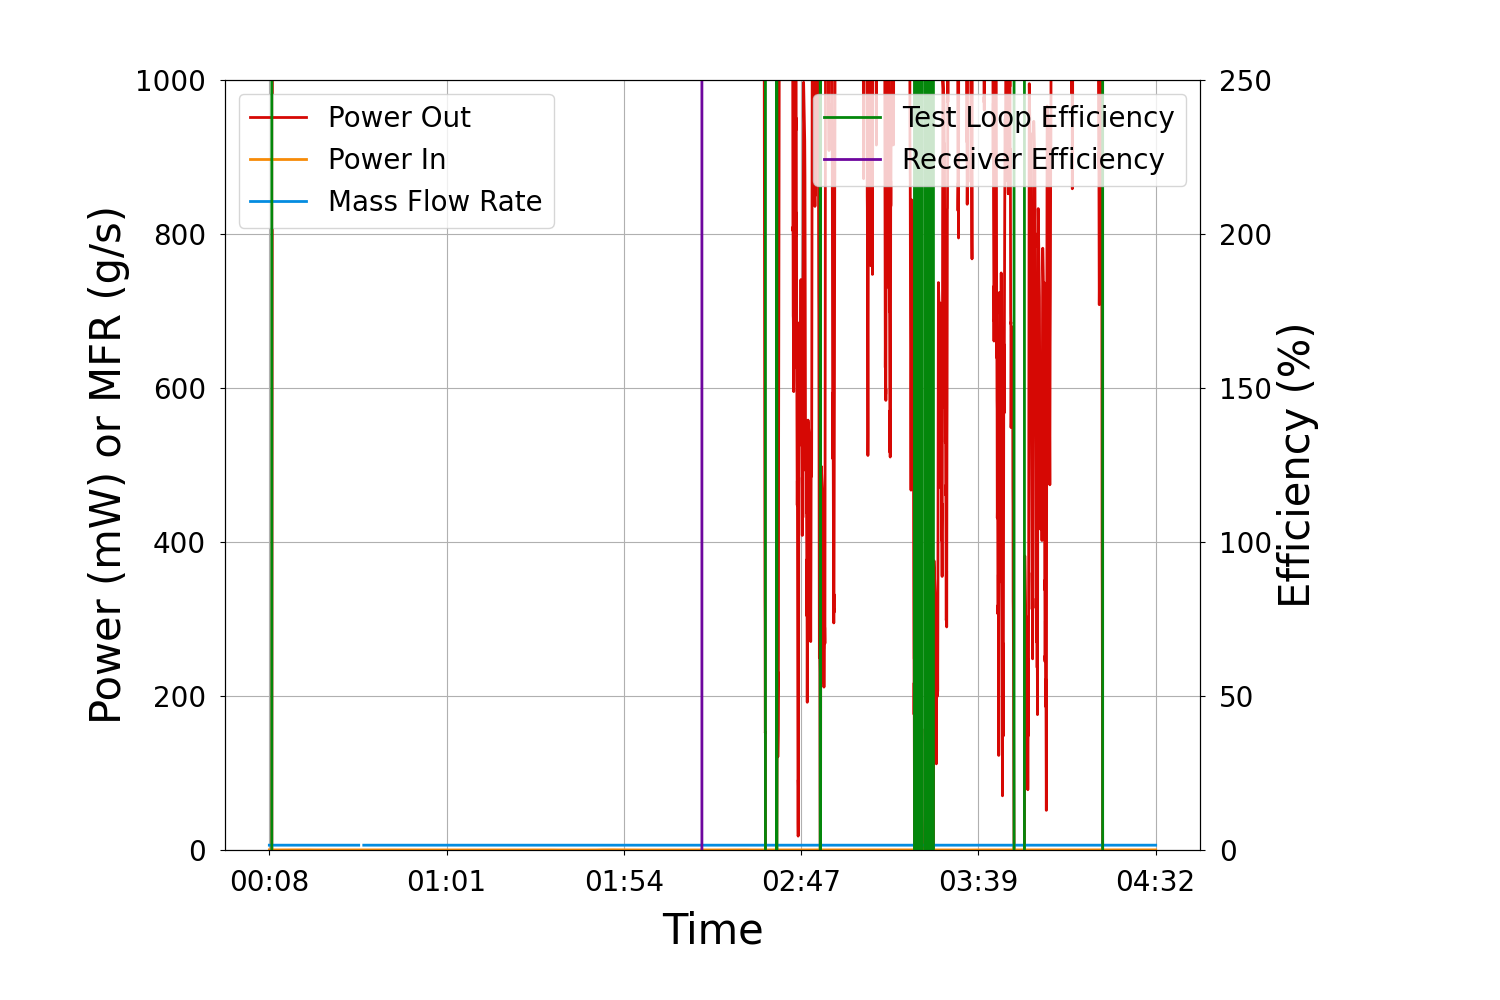 Power Out
Power In
Mass Flow Rate
Test Loop Efficiency
Receiver Efficiency
1000
800
600
400
200
0
Power (mW) or MFR (g/s)
250
200
150
100
50
0
Efficiency (%)
00:08 01:01 01:54 02:47 03:39 04:32
Time